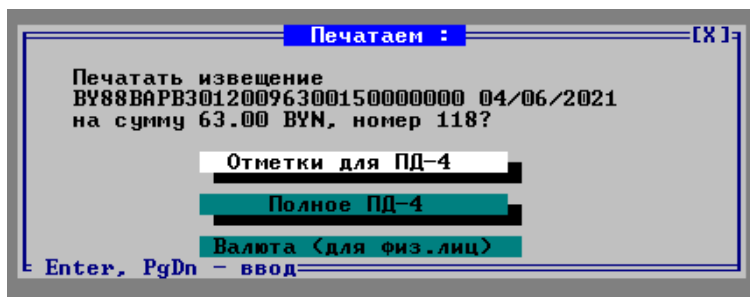 Печатаем :
[X]
Печатать извещение
BY88BAPB30120096300150000000 04/06/2021
на сумму 63.00 BYN, номер 118?
Отметки для ПД-4
Полное ПД-4
Валюта (для физ.лиц)
Enter, PgDn - ввод